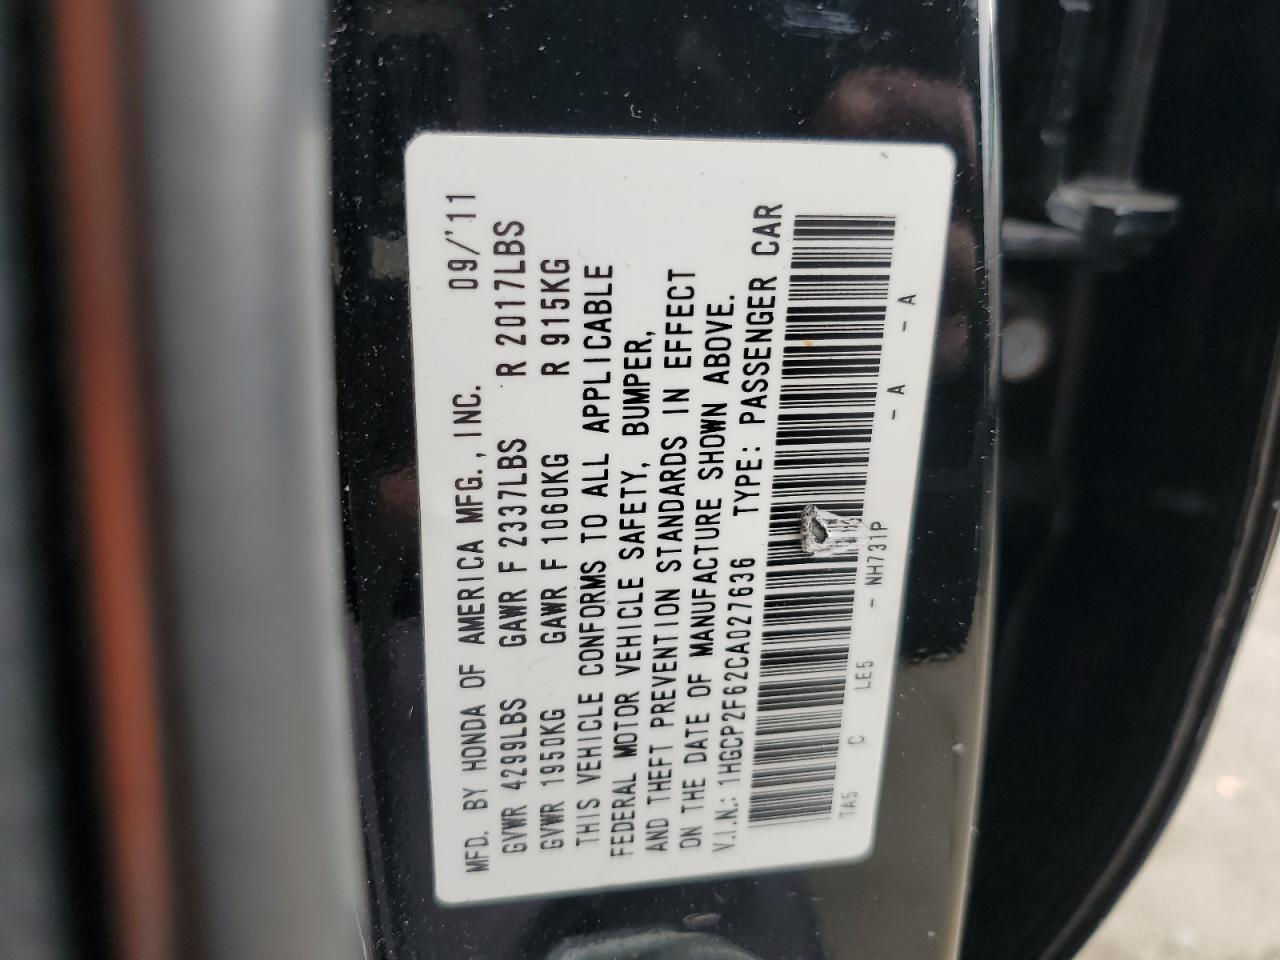 MFD. BY HONDA OF AMERICA MFG., INC. 09/'11
GVWR 4299LBS GAWR F 2337LBS R 2017LBS
GVWR 1950KG GAWR F 1060KG R 915KG
THIS VEHICLE CONFORMS TO ALL APPLICABLE
FEDERAL MOTOR VEHICLE SAFETY, BUMPER,
AND THEFT PREVENTION STANDARDS IN EFFECT
ON THE DATE OF MANUFACTURE SHOWN ABOVE.
V.I.N.: 1HGCP2F62CA027636 TYPE: PASSENGER CAR
TA5 C LE5 - NH731P - A - A